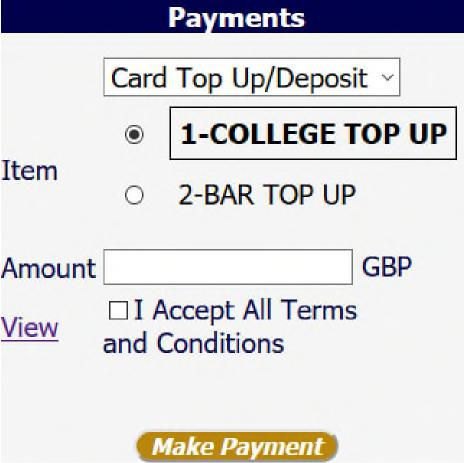 Payments
Card Top Up/Deposit
1-COLLEGE TOP UP
Item
2-BAR TOP UP
Amount GBP
I Accept All Terms
View
and Conditions
Make Payment